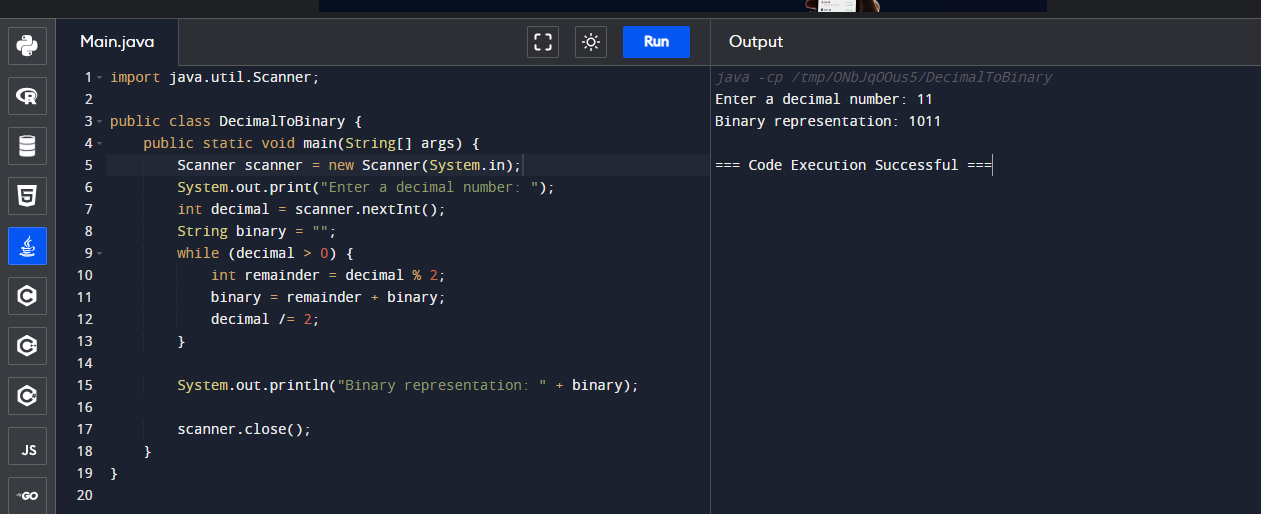 Main.java
Run
Output
1 import java.util.Scanner;
2
3 public class DecimalToBinary {
4 public static void main(String[] args) {
5 Scanner scanner = new Scanner(System.in);
6 System.out.print("Enter a decimal number: ");
7 int decimal = scanner.nextInt();
8 String binary = "";
9 while (decimal > 0) {
10 int remainder = decimal % 2;
11 binary = remainder + binary;
12 decimal /= 2;
13 }
14
15 System.out.println("Binary representation: " + binary);
16
17 scanner.close();
18 }
19 }
20
java -cp /tmp/ONbJqOOus5/DecimalToBinary
Enter a decimal number: 11
Binary representation: 1011
=== Code Execution Successful ===
R
5
C
C
C
JS
GO